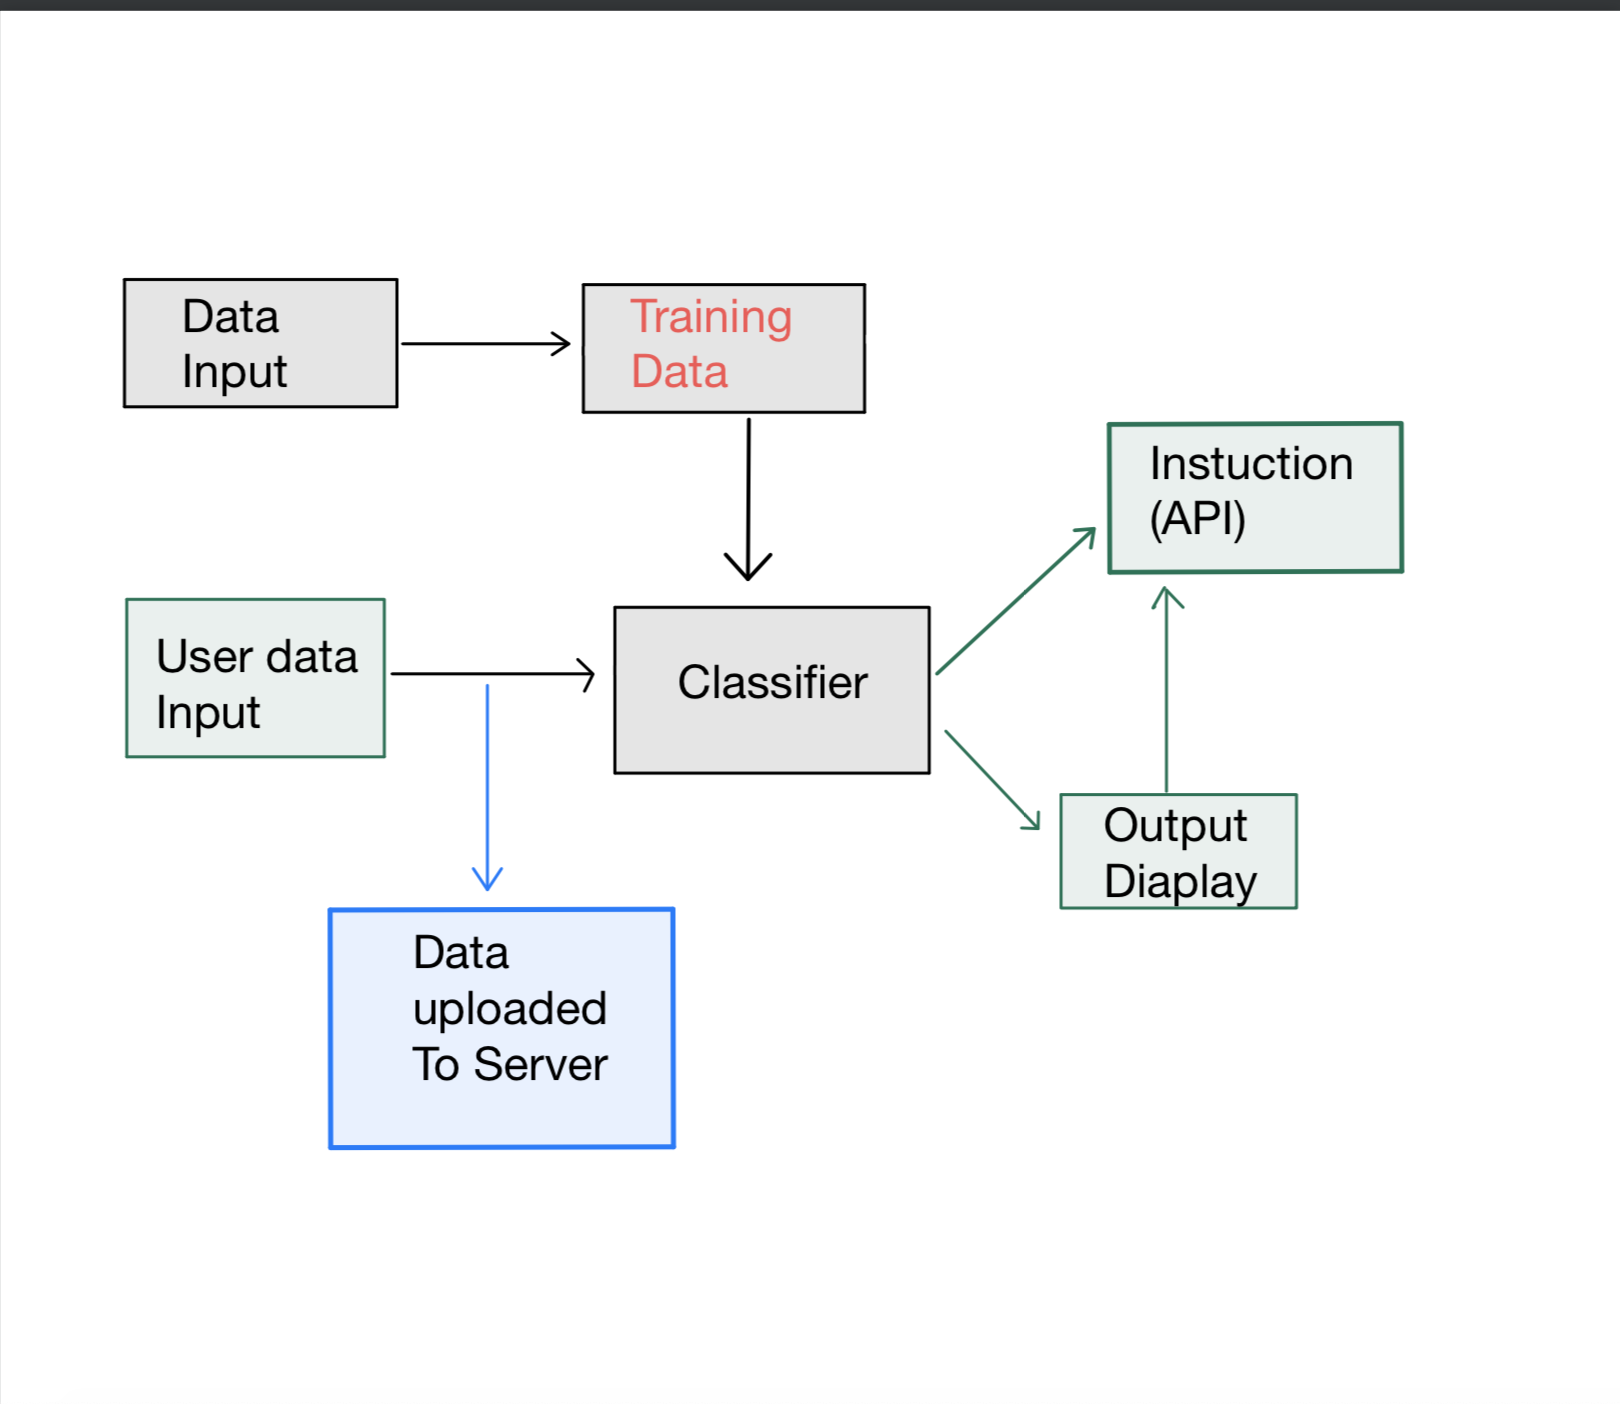 Data
Input
Training
Data
Instuction
(API)
User data
Input
Classifier
Output
Diaplay
Data
uploaded
To Server